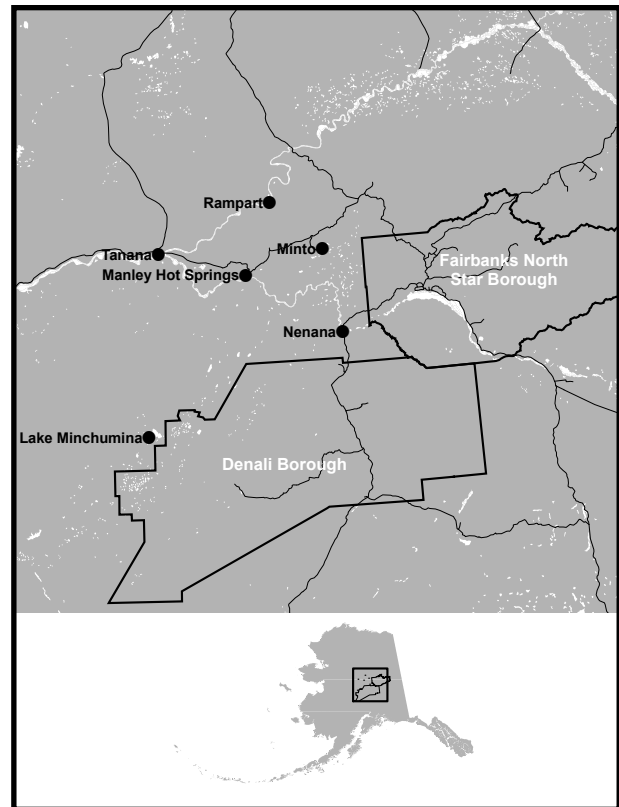 Rampart
Tanana
Minto
Manley Hot Springs
Fairbanks North
Star Borough
Nenana
Lake Minchumina
Denali Borough